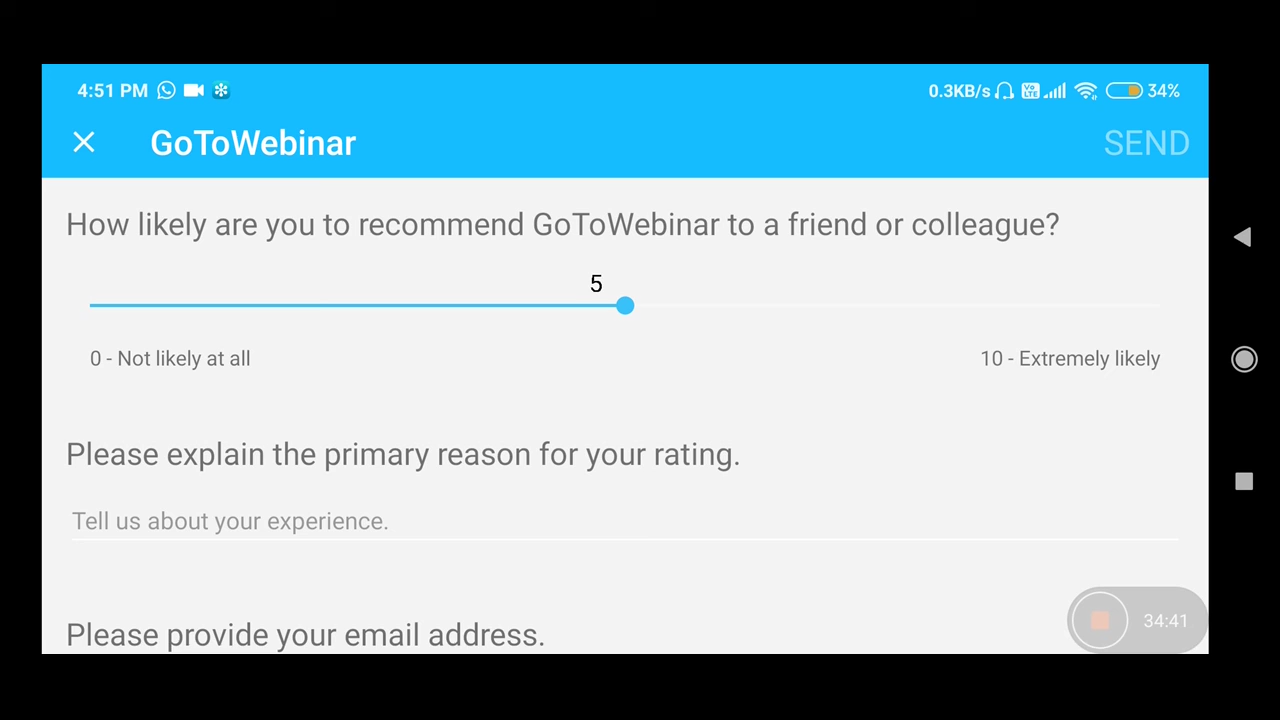 4:51 PM 0.3KB/s Vo LTE 34%
GoToWebinar SEND
How likely are you to recommend GoToWebinar to a friend or colleague?
5
0 - Not likely at all 10 - Extremely likely
Please explain the primary reason for your rating.
Tell us about your experience.
Please provide your email address.
34:41